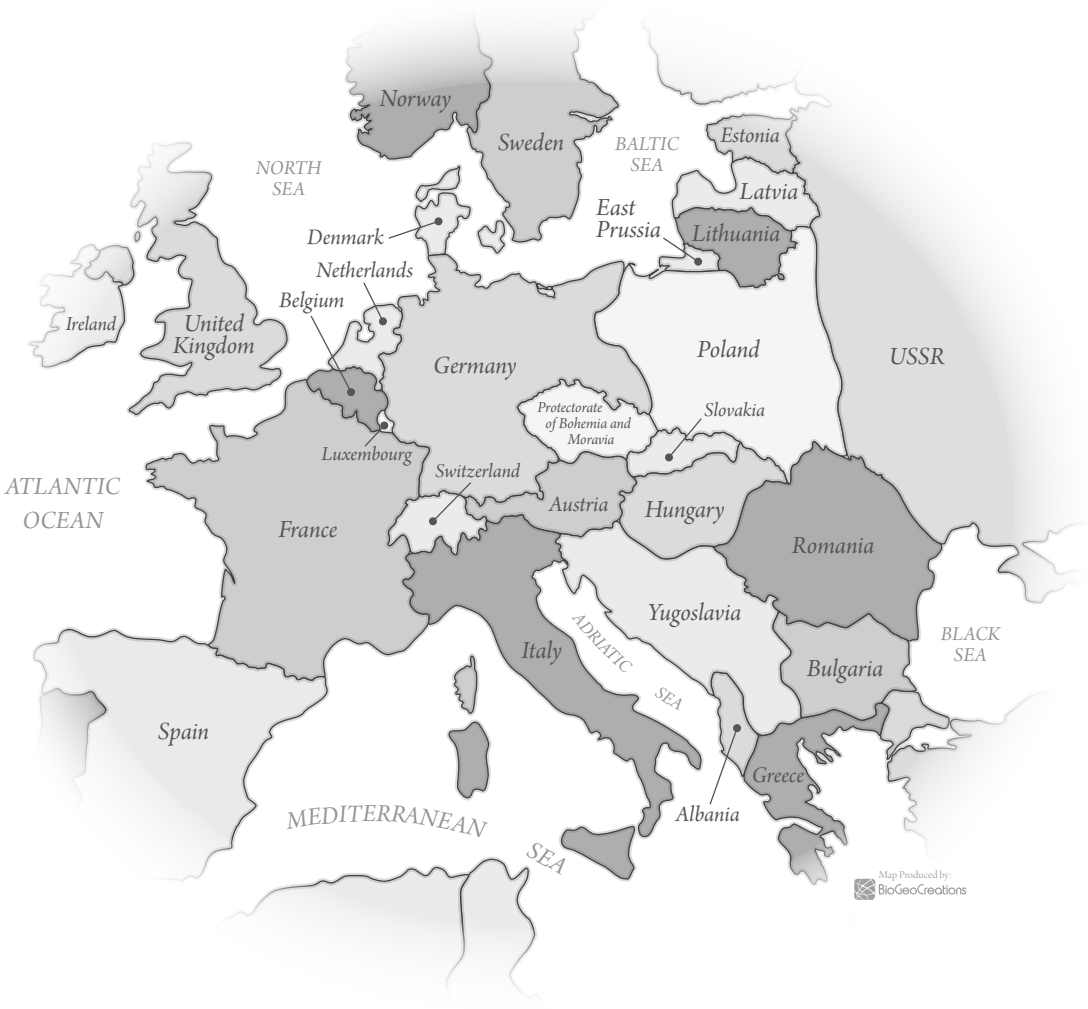 Norway
Sweden
Estonia
BALTIC
SEA
NORTH
SEA
Latvia
East
Prussia
Lithuania
Denmark
Netherlands
Belgium
Ireland
United
Kingdom
Germany
Poland
USSR
Protectorate
of Bohemia and
Moravia
Slovakia
Luxembourg
Switzerland
ATLANTIC
OCEAN
France
Austria
Hungary
Romania
Yugoslavia
ADRIATIC
SEA
BLACK
SEA
Italy
Bulgaria
Spain
Greece
Albania
MEDITERRANEAN
SEA
Map Produced by:
BioGeoCreations